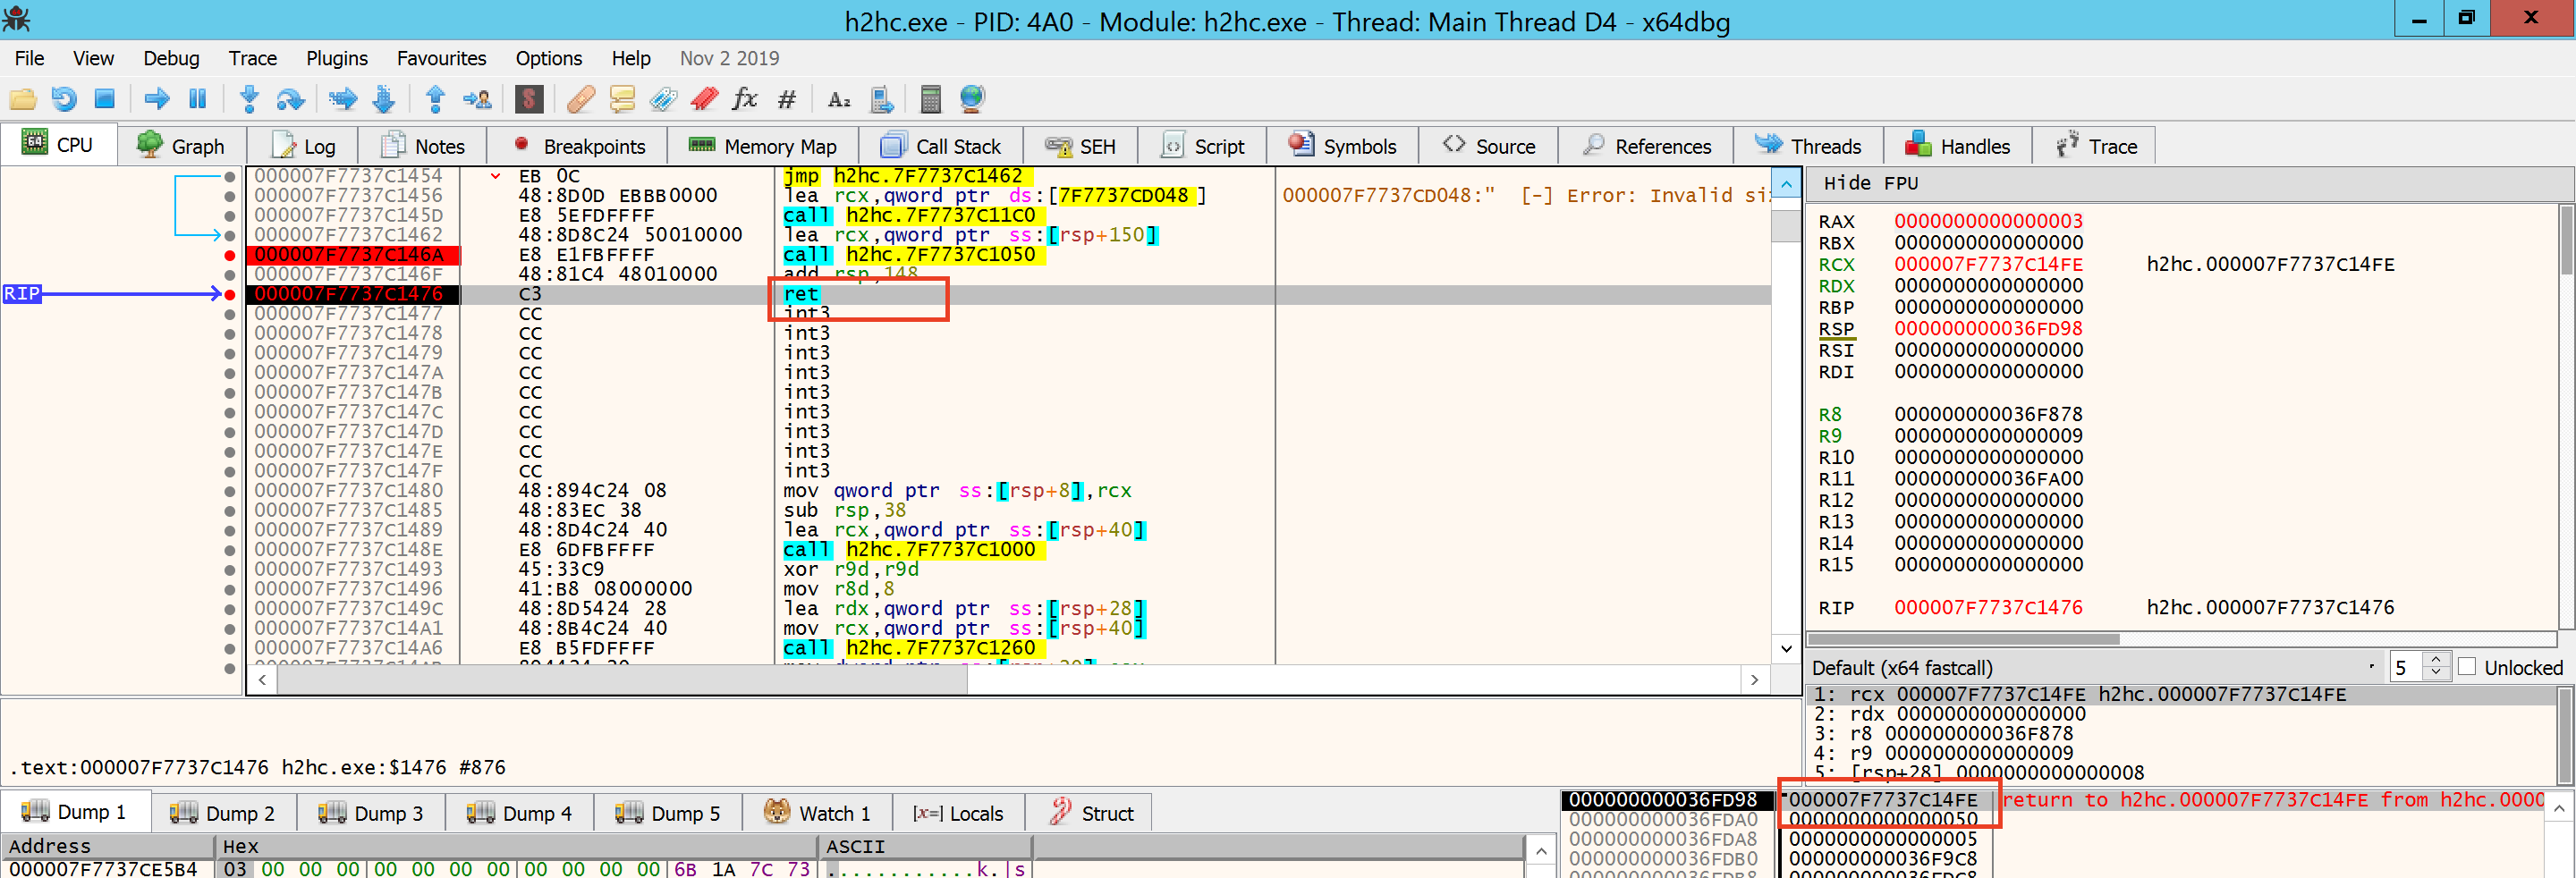 h2hc.exe - PID: 4A0 - Module: h2hc.exe - Thread: Main Thread D4 - x64dbg
File View Debug Trace Plugins Favourites Options Help Nov 2 2019
CPU Graph Log Notes Breakpoints Memory Map Call Stack SEH Script Symbols Source References Threads Handles Trace
000007F7737C1454 EB 0C jmp h2hc.7F7737C1462
000007F7737C1456 48:8D0D EBBB0000 lea rcx,qword ptr ds:[7F7737CD048] 000007F7737CD048:"  [-] Error: Invalid
000007F7737C145D E8 5EFDFFFF call h2hc.7F7737C11C0
000007F7737C1462 48:8D8C24 50010000 lea rcx,qword ptr ss:[rsp+150]
000007F7737C146A E8 E1FBFFFF call h2hc.7F7737C1050
000007F7737C146F 48:81C4 48010000 add rsp,148
RIP 000007F7737C1476 C3 ret
000007F7737C1477 CC int3
000007F7737C1478 CC int3
000007F7737C1479 CC int3
000007F7737C147A CC int3
000007F7737C147B CC int3
000007F7737C147C CC int3
000007F7737C147D CC int3
000007F7737C147E CC int3
000007F7737C147F CC int3
000007F7737C1480 48:894C24 08 mov qword ptr ss:[rsp+8],rcx
000007F7737C1485 48:83EC 38 sub rsp,38
000007F7737C1489 48:8D4C24 40 lea rcx,qword ptr ss:[rsp+40]
000007F7737C148E E8 6DFBFFFF call h2hc.7F7737C1000
000007F7737C1493 45:33C9 xor r9d,r9d
000007F7737C1496 41:B8 08000000 mov r8d,8
000007F7737C149C 48:8D5424 28 lea rdx,qword ptr ss:[rsp+28]
000007F7737C14A1 48:8B4C24 40 mov rcx,qword ptr ss:[rsp+40]
000007F7737C14A6 E8 B5FDFFFF call h2hc.7F7737C1260
Hide FPU
RAX 0000000000000003
RBX 0000000000000000
RCX 000007F7737C14FE h2hc.000007F7737C14FE
RDX 0000000000000000
RBP 0000000000000000
RSP 000000000036FD98
RSI 0000000000000000
RDI 0000000000000000
R8 000000000036F878
R9 0000000000000009
R10 0000000000000000
R11 000000000036FA00
R12 0000000000000000
R13 0000000000000000
R14 0000000000000000
R15 0000000000000000
RIP 000007F7737C1476 h2hc.000007F7737C1476
Default (x64 fastcall) 5 Unlocked
1: rcx 000007F7737C14FE h2hc.000007F7737C14FE
2: rdx 0000000000000000
3: r8 000000000036F878
4: r9 0000000000000009
5: [rsp+28] 0000000000000008
.text:000007F7737C1476 h2hc.exe:$1476 #876
Dump 1 Dump 2 Dump 3 Dump 4 Dump 5 Watch 1 [x=] Locals Struct
Address Hex ASCII
000007F7737CE5B4 03 00 00 00 00 00 00 00 00 00 00 00 6B 1A 7C 73 ............k.|s
000000000036FD98 000007F7737C14FE return to h2hc.000007F7737C14FE from h2hc.0000
000000000036FDA0 0000000000000050
000000000036FDA8 0000000000000005
000000000036FDB0 000000000036F9C8